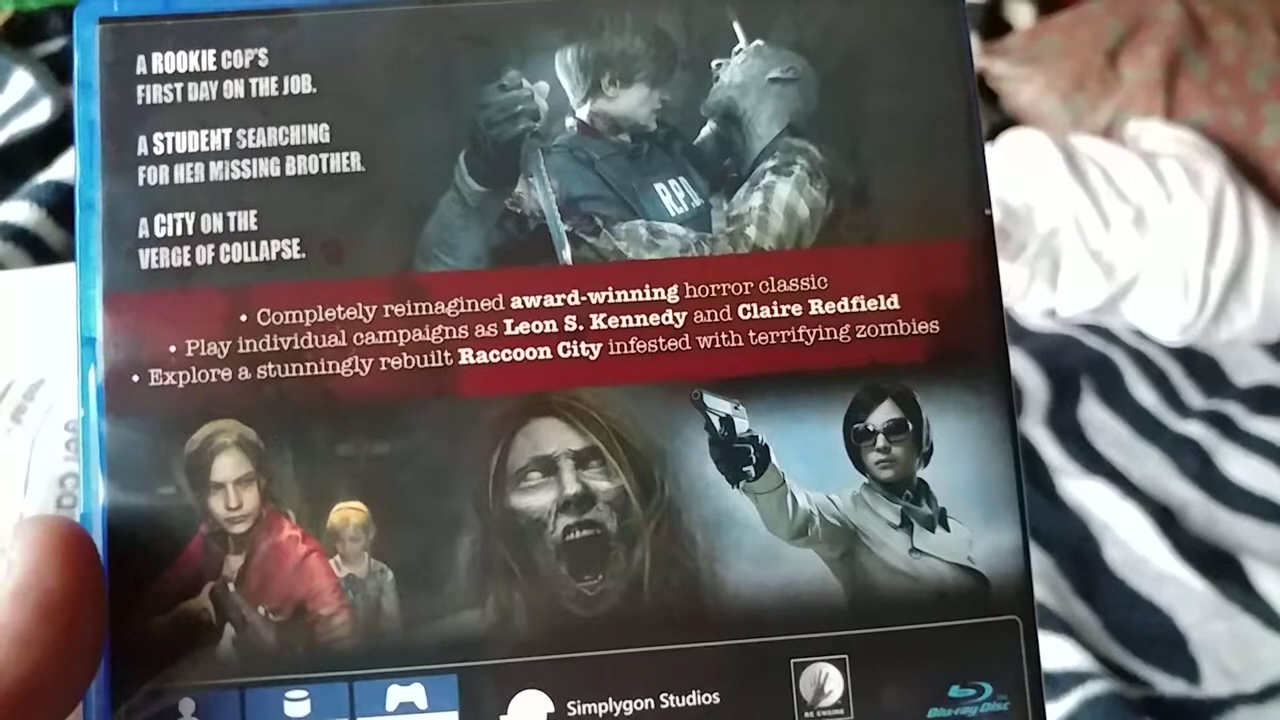 A ROOKIE COP'S
FIRST DAY ON THE JOB.
A STUDENT SEARCHING
FOR HER MISSING BROTHER.
A CITY ON THE
VERGE OF COLLAPSE.
R.P.D.
• Completely reimagined award-winning horror classic
• Play individual campaigns as Leon S. Kennedy and Claire Redfield
• Explore a stunningly rebuilt Raccoon City infested with terrifying zombies
Simplygon Studios
RE ENGINE
Blu-ray Disc